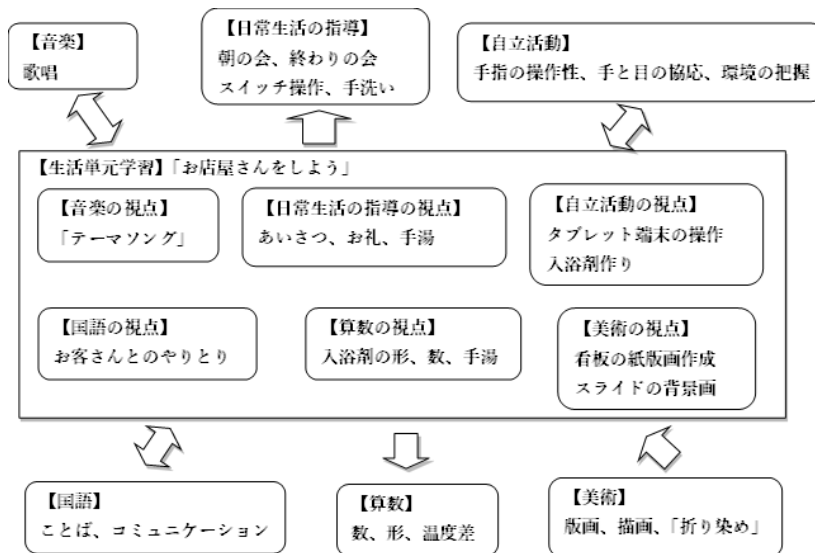 【音楽】
歌唱
【日常生活の指導】
朝の会、終わりの会
スイッチ操作、手洗い
【自立活動】
手指の操作性、手と目の協応、環境の把握
【生活単元学習】「お店屋さんをしよう」
【音楽の視点】
「テーマソング」
【日常生活の指導の視点】
あいさつ、お礼、手湯
【自立活動の視点】
タブレット端末の操作
入浴剤作り
【国語の視点】
お客さんとのやりとり
【算数の視点】
入浴剤の形、数、手湯
【美術の視点】
看板の紙版画作成
スライドの背景画
【国語】
ことば、コミュニケーション
【算数】
数、形、温度差
【美術】
版画、描画、「折り染め」